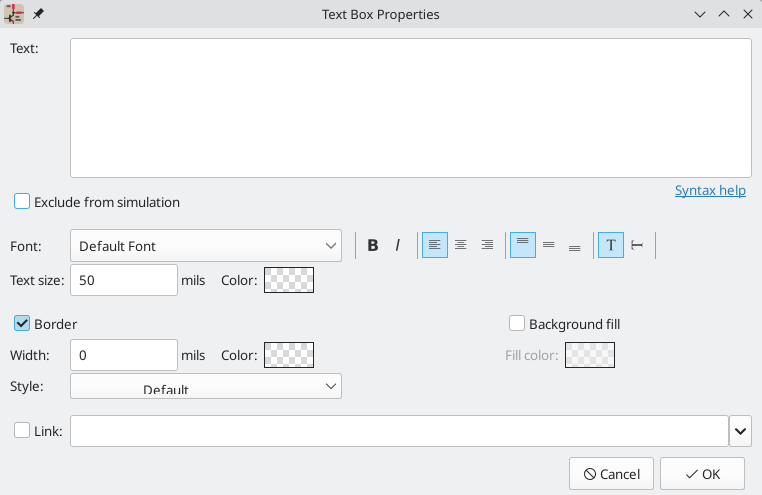 Text Box Properties
Text:
Syntax help
Exclude from simulation
Font: Default Font B I T T
Text size: 50 mils Color:
Border Background fill
Width: 0 mils Color: Fill color:
Style: Default
Link:
Cancel OK